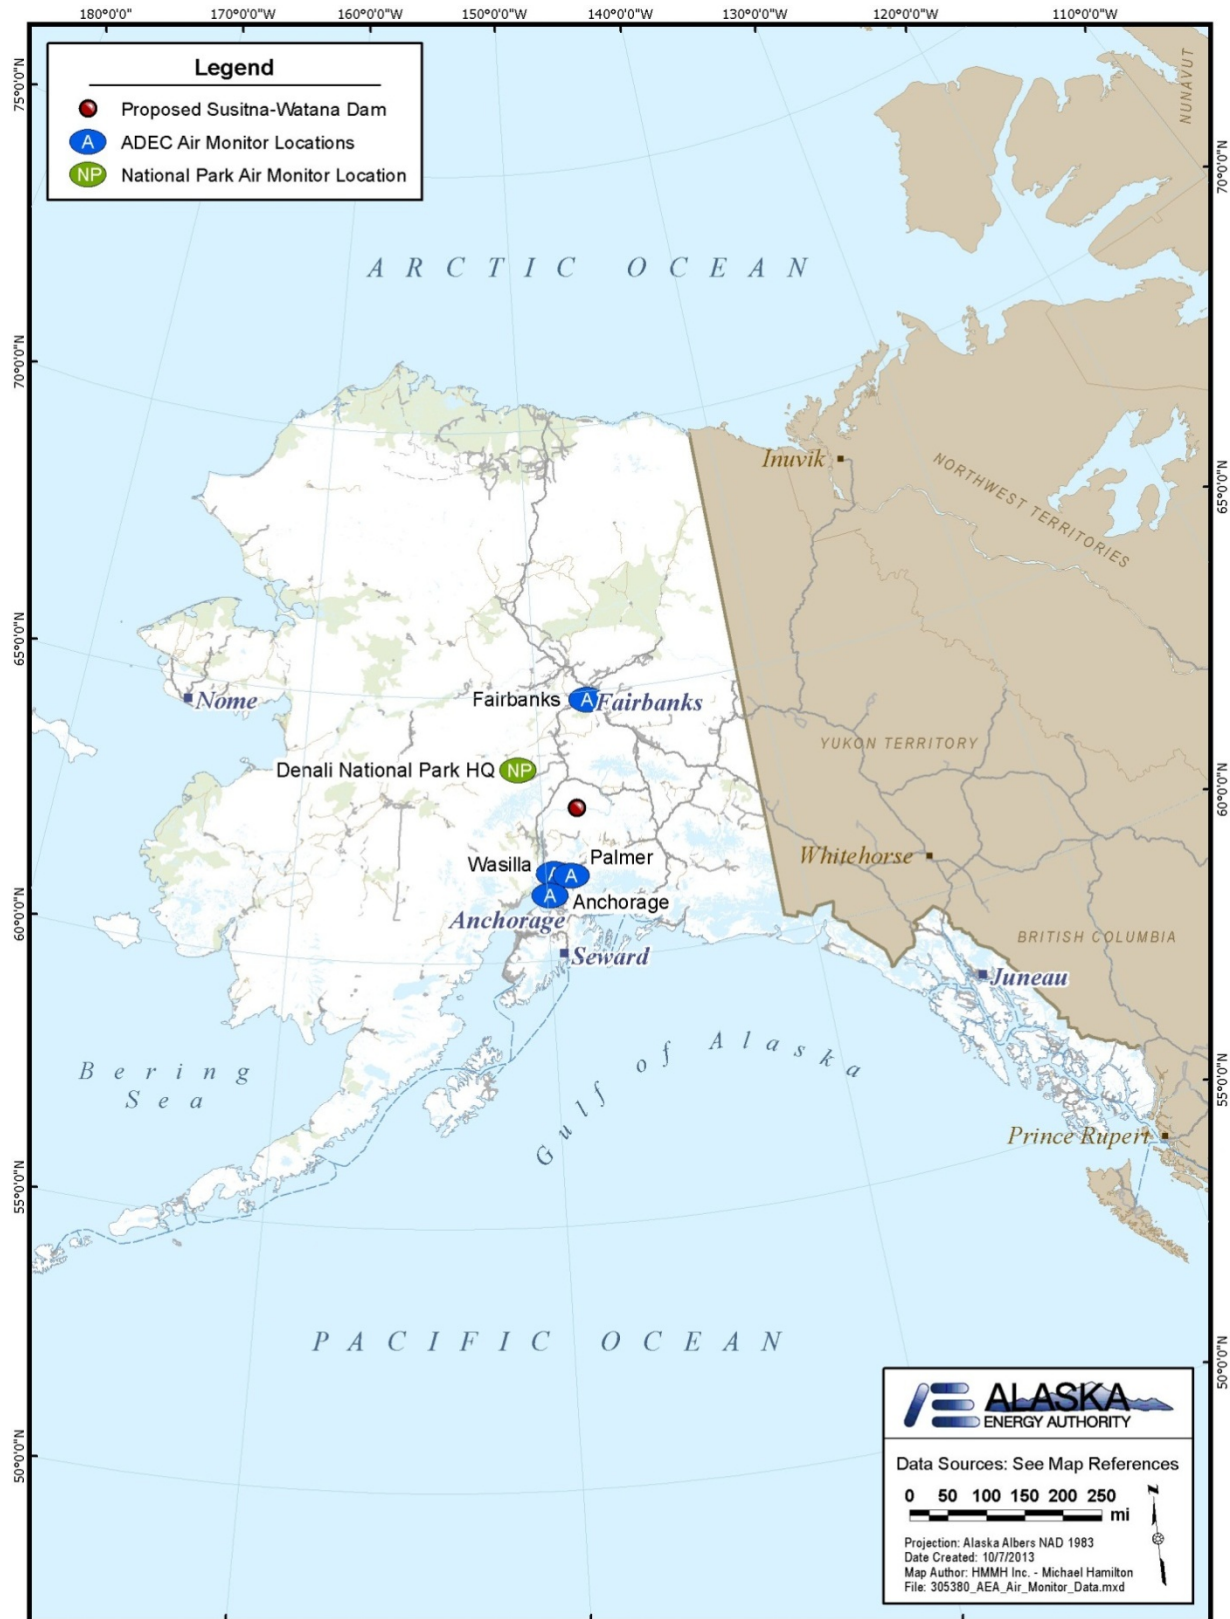 180°0'0"W
170°0'0"W
160°0'0"W
150°0'0"W
140°0'0"W
130°0'0"W
120°0'0"W
110°0'0"W
75°0'0"N
70°0'0"N
65°0'0"N
60°0'0"N
55°0'0"N
50°0'0"N
70°0'0"N
65°0'0"N
60°0'0"N
55°0'0"N
50°0'0"N
Legend
Proposed Susitna-Watana Dam
A ADEC Air Monitor Locations
NP National Park Air Monitor Location
NUNAVUT
ARCTIC OCEAN
Inuvik
NORTHWEST TERRITORIES
Nome
Fairbanks A Fairbanks
YUKON TERRITORY
Denali National Park HQ NP
Whitehorse
Wasilla A Palmer
A Anchorage
Anchorage
BRITISH COLUMBIA
Seward
Juneau
Bering
Sea
Gulf of Alaska
Prince Rupert
PACIFIC OCEAN
ALASKA
ENERGY AUTHORITY
Data Sources: See Map References
0 50 100 150 200 250
mi
N
Projection: Alaska Albers NAD 1983
Date Created: 10/7/2013
Map Author: HMMH Inc. - Michael Hamilton
File: 305380_AEA_Air_Monitor_Data.mxd